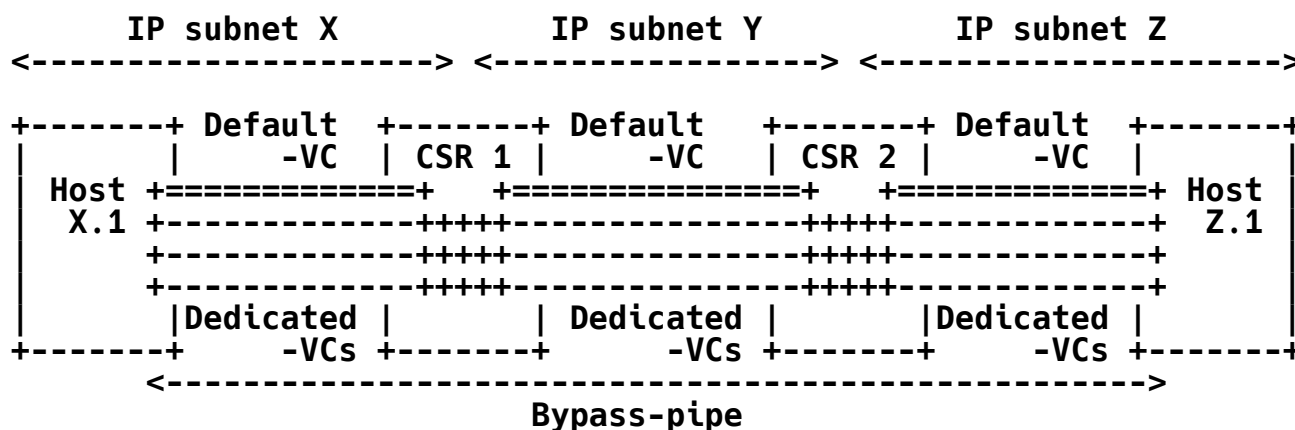 IP subnet X           IP subnet Y             IP subnet Z
<---------------------> <-----------------> <--------------------->
+-------+ Default  +-------+ Default     +-------+ Default  +-------+
|       |     -VC  | CSR 1 |     -VC   | CSR 2 |     -VC  |       |
| Host +=============+   +===============+   +=============+ Host |
|  X.1 +-------------+++++---------------+++++-------------+  Z.1 |
|      +-------------+++++---------------+++++-------------+      |
|      +-------------+++++---------------+++++-------------+      |
|       |Dedicated |       | Dedicated |       |Dedicated |       |
+-------+     -VCs +-------+      -VCs +-------+     -VCs +-------+
       <--------------------------------------------------->
                           Bypass-pipe